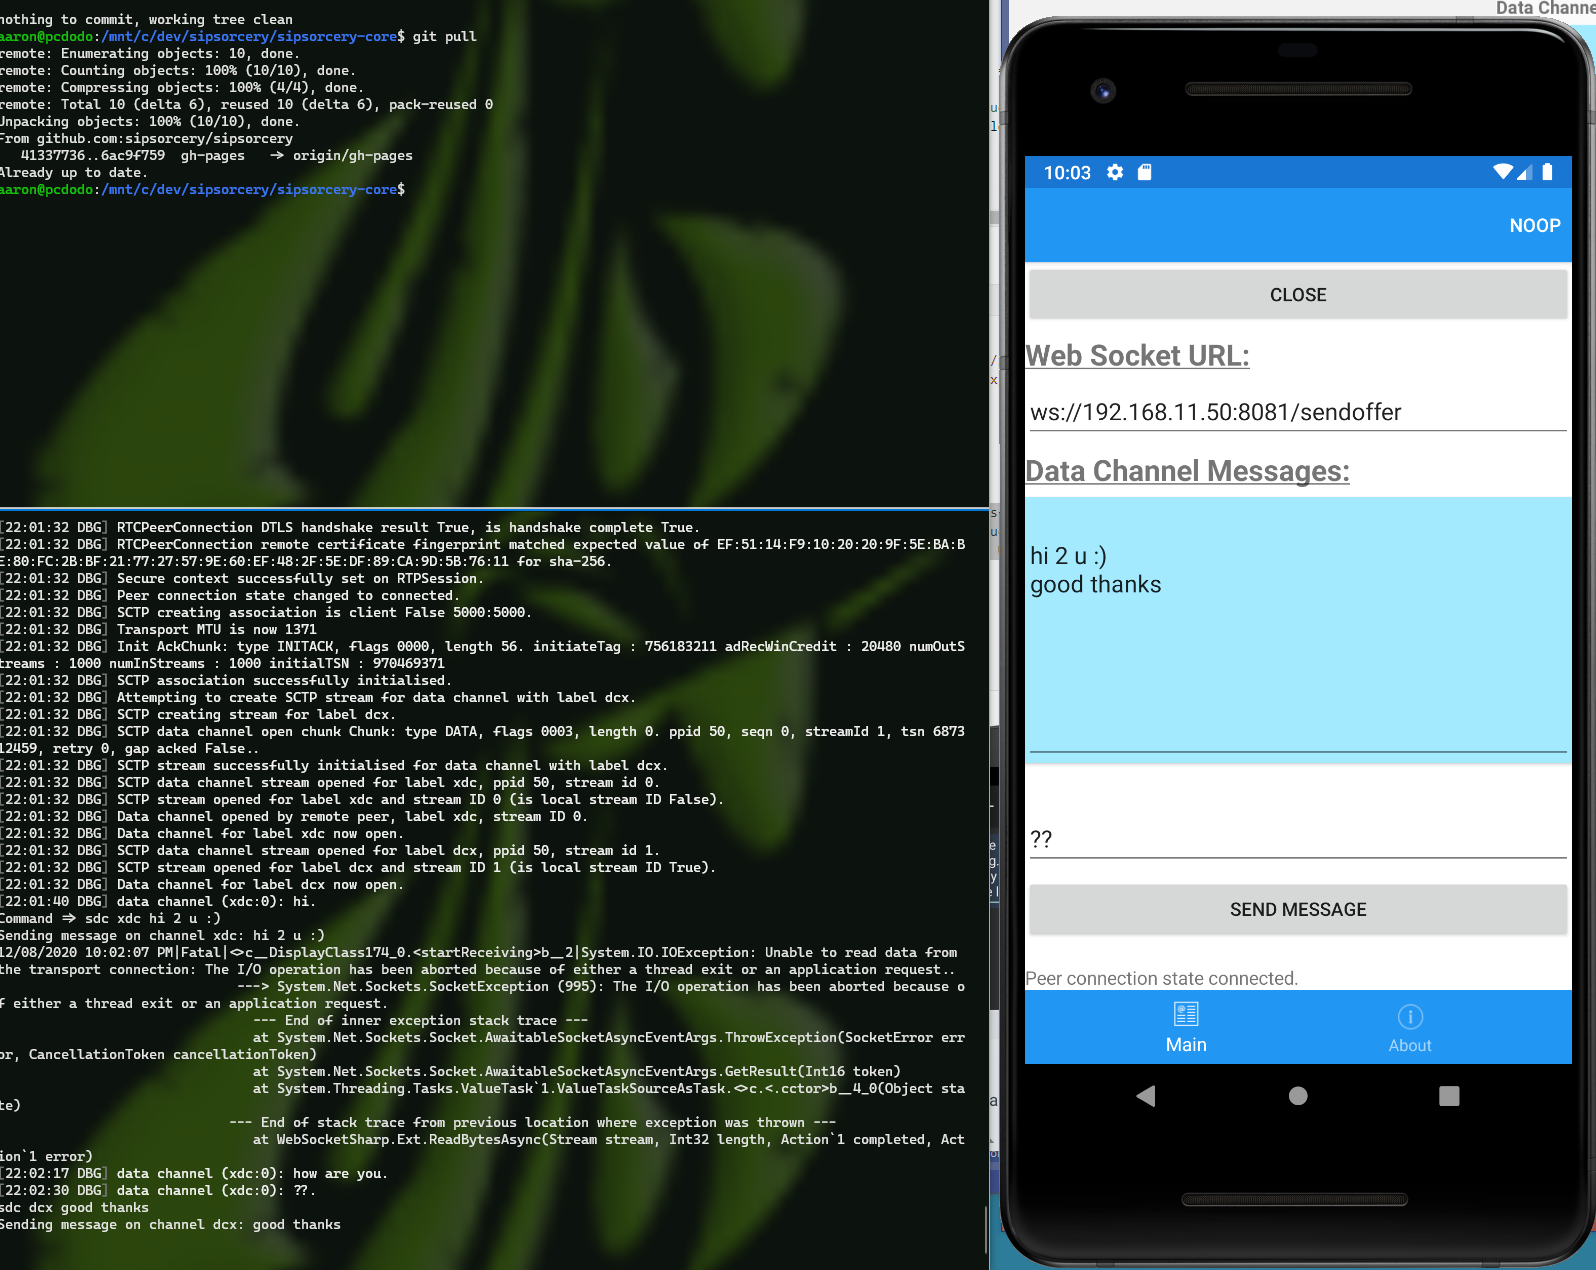 nothing to commit, working tree clean
aaron@pcdodo:/mnt/c/dev/sipsorcery/sipsorcery-core$ git pull
remote: Enumerating objects: 10, done.
remote: Counting objects: 100% (10/10), done.
remote: Compressing objects: 100% (4/4), done.
remote: Total 10 (delta 6), reused 10 (delta 6), pack-reused 0
Unpacking objects: 100% (10/10), done.
From github.com:sipsorcery/sipsorcery
41337736..6ac9f759  gh-pages   -> origin/gh-pages
Already up to date.
aaron@pcdodo:/mnt/c/dev/sipsorcery/sipsorcery-core$
[22:01:32 DBG] RTCPeerConnection DTLS handshake result True, is handshake complete True.
[22:01:32 DBG] RTCPeerConnection remote certificate fingerprint matched expected value of EF:51:14:F9:10:20:20:9F:5E:BA:B
E:80:FC:2B:BF:21:77:27:57:9E:60:EF:48:2F:5E:DF:89:CA:9D:5B:76:11 for sha-256.
[22:01:32 DBG] Secure context successfully set on RTPSession.
[22:01:32 DBG] Peer connection state changed to connected.
[22:01:32 DBG] SCTP creating association is client False 5000:5000.
[22:01:32 DBG] Transport MTU is now 1371
[22:01:32 DBG] Init AckChunk: type INITACK, flags 0000, length 56. initiateTag : 756183211 adRecWinCredit : 20480 numOutS
treams : 1000 numInStreams : 1000 initialTSN : 970469371
[22:01:32 DBG] SCTP association successfully initialised.
[22:01:32 DBG] Attempting to create SCTP stream for data channel with label dcx.
[22:01:32 DBG] SCTP creating stream for label dcx.
[22:01:32 DBG] SCTP data channel open chunk Chunk: type DATA, flags 0003, length 0. ppid 50, seqn 0, streamId 1, tsn 6873
12459, retry 0, gap acked False..
[22:01:32 DBG] SCTP stream successfully initialised for data channel with label dcx.
[22:01:32 DBG] SCTP data channel stream opened for label xdc, ppid 50, stream id 0.
[22:01:32 DBG] SCTP stream opened for label xdc and stream ID 0 (is local stream ID False).
[22:01:32 DBG] Data channel opened by remote peer, label xdc, stream ID 0.
[22:01:32 DBG] Data channel for label xdc now open.
[22:01:32 DBG] SCTP data channel stream opened for label dcx, ppid 50, stream id 1.
[22:01:32 DBG] SCTP stream opened for label dcx and stream ID 1 (is local stream ID True).
[22:01:32 DBG] Data channel for label dcx now open.
[22:01:40 DBG] data channel (xdc:0): hi.
Command => sdc xdc hi 2 u :)
Sending message on channel xdc: hi 2 u :)
12/08/2020 10:02:07 PM|Fatal|<>c__DisplayClass174_0.<startReceiving>b__2|System.IO.IOException: Unable to read data from
the transport connection: The I/O operation has been aborted because of either a thread exit or an application request..
---> System.Net.Sockets.SocketException (995): The I/O operation has been aborted because o
f either a thread exit or an application request.
--- End of inner exception stack trace ---
at System.Net.Sockets.Socket.AwaitableSocketAsyncEventArgs.ThrowException(SocketError err
or, CancellationToken cancellationToken)
at System.Net.Sockets.Socket.AwaitableSocketAsyncEventArgs.GetResult(Int16 token)
at System.Threading.Tasks.ValueTask`1.ValueTaskSourceAsTask.<>c.<.cctor>b__4_0(Object sta
te)
--- End of stack trace from previous location where exception was thrown ---
at WebSocketSharp.Ext.ReadBytesAsync(Stream stream, Int32 length, Action`1 completed, Act
ion`1 error)
[22:02:17 DBG] data channel (xdc:0): how are you.
[22:02:30 DBG] data channel (xdc:0): ??.
sdc dcx good thanks
Sending message on channel dcx: good thanks
Data Channe
10:03
NOOP
CLOSE
Web Socket URL:
ws://192.168.11.50:8081/sendoffer
Data Channel Messages:
hi 2 u :)
good thanks
??
SEND MESSAGE
Peer connection state connected.
Main
About